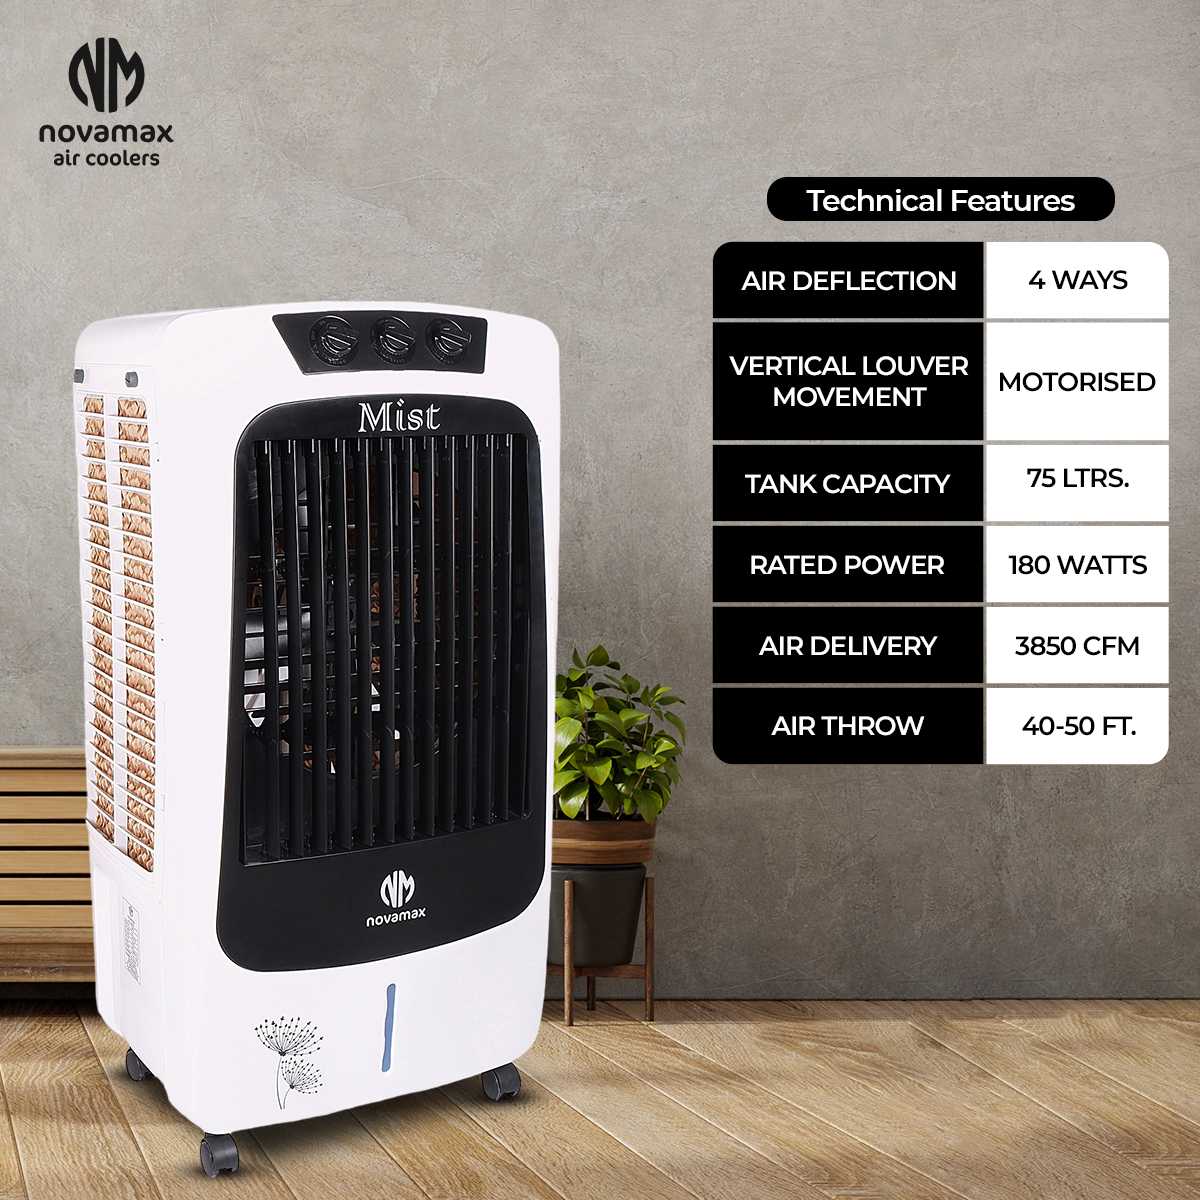 NM
novamax
air coolers
Technical Features
AIR DEFLECTION
4 WAYS
VERTICAL LOUVER
MOVEMENT
MOTORISED
TANK CAPACITY
75 LTRS.
RATED POWER
180 WATTS
AIR DELIVERY
3850 CFM
AIR THROW
40-50 FT.
Mist
NM
novamax